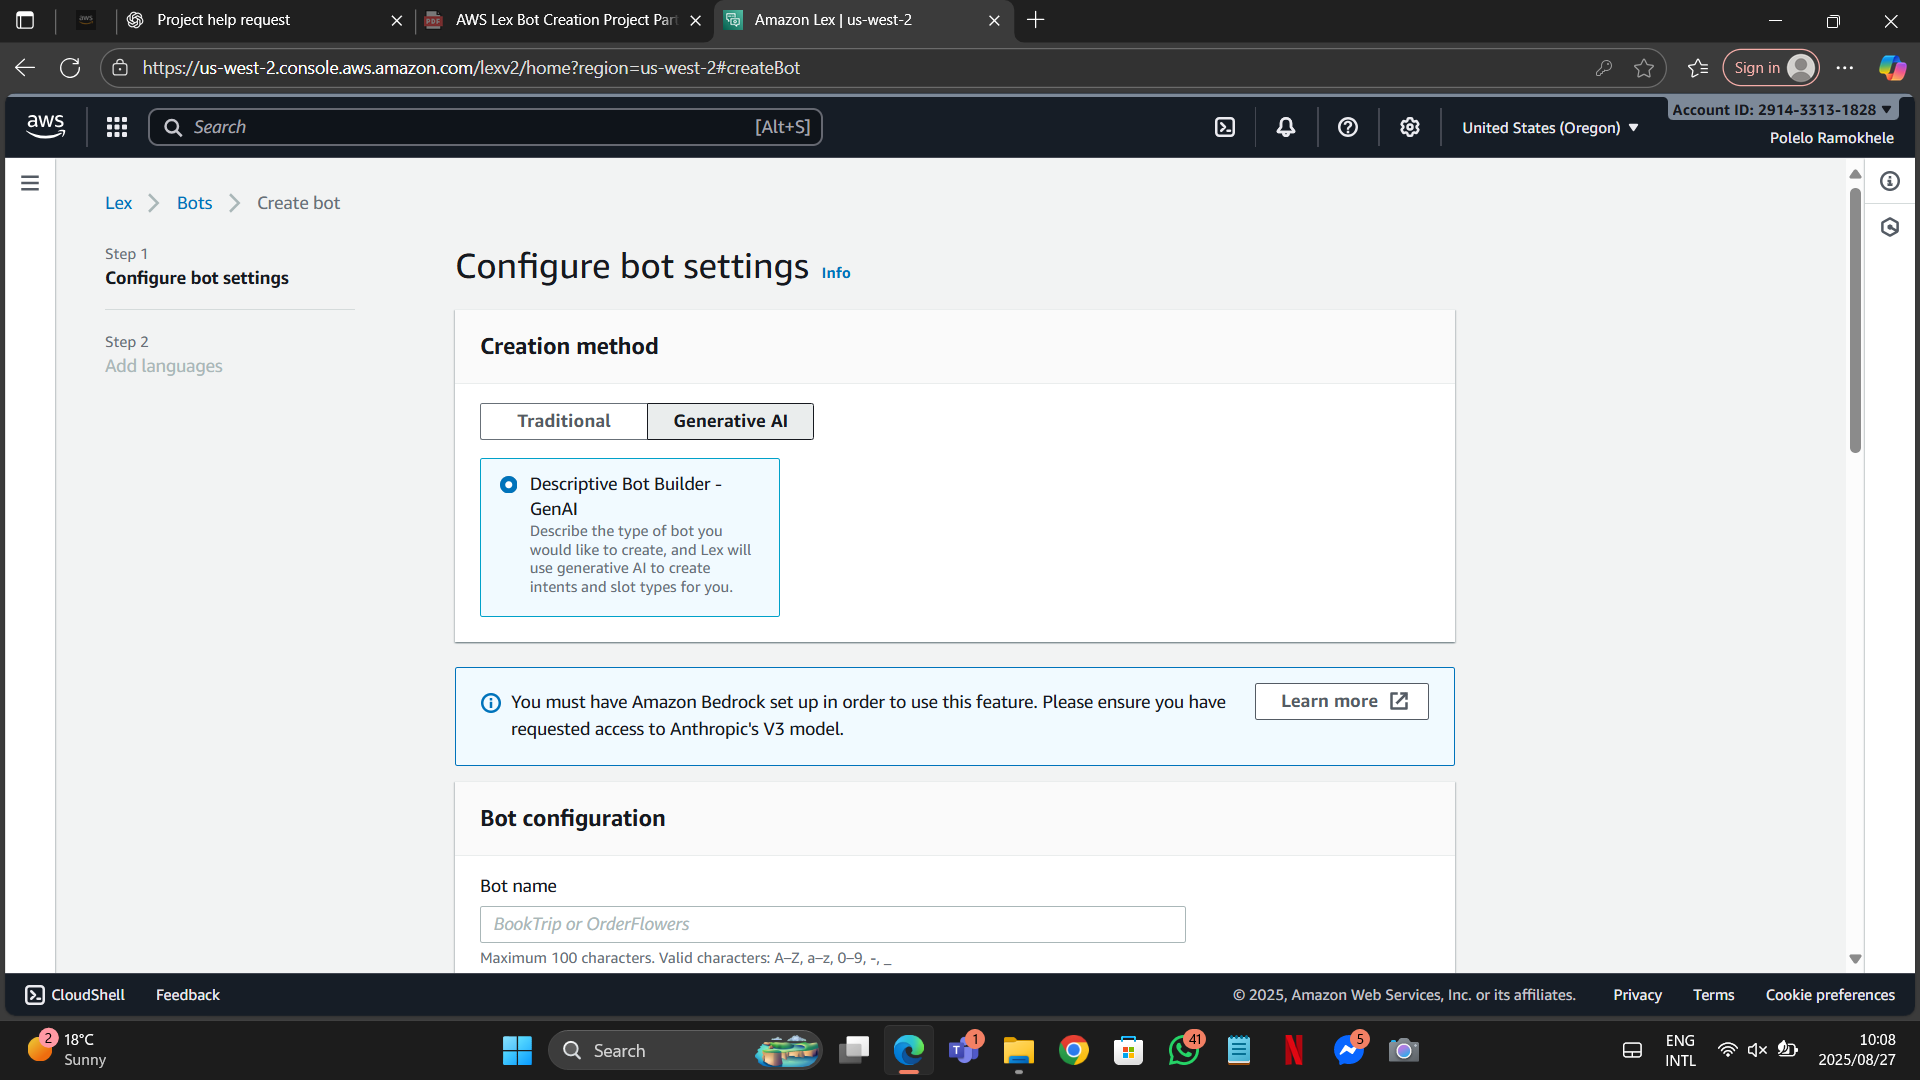 Project help request
AWS Lex Bot Creation Project Part
Amazon Lex | us-west-2
https://us-west-2.console.aws.amazon.com/lexv2/home?region=us-west-2#createBot
Sign in
aws
Search
[Alt+S]
United States (Oregon)
Account ID: 2914-3313-1828
Polelo Ramokhele
Lex
Bots
Create bot
Step 1
Configure bot settings
Step 2
Add languages
Configure bot settings Info
Creation method
Traditional
Generative AI
Descriptive Bot Builder -
GenAI
Describe the type of bot you
would like to create, and Lex will
use generative AI to create
intents and slot types for you.
You must have Amazon Bedrock set up in order to use this feature. Please ensure you have
requested access to Anthropic's V3 model.
Learn more
Bot configuration
Bot name
BookTrip or OrderFlowers
Maximum 100 characters. Valid characters: A–Z, a–z, 0–9, -, _
CloudShell
Feedback
© 2025, Amazon Web Services, Inc. or its affiliates.
Privacy
Terms
Cookie preferences
2
18°C
Sunny
Search
1
41
5
ENG
INTL
10:08
2025/08/27